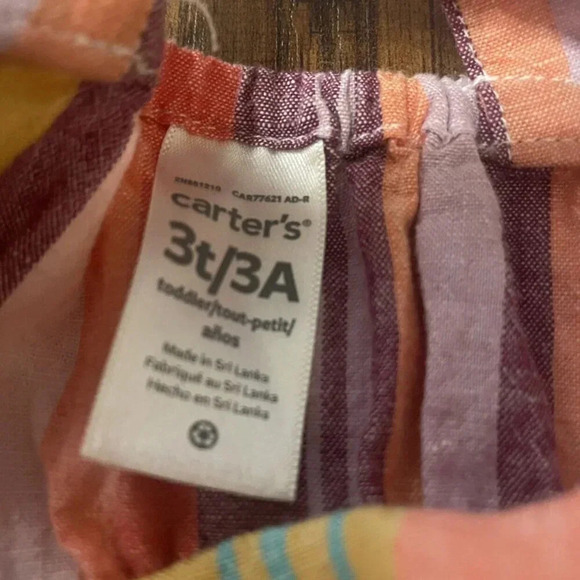 CAR77621 AD-R
carter's®
3t/3A
toddler/tout-petit/
años
Made in Sri Lanka
Fabriqué au Sri Lanka
Hecho en Sri Lanka